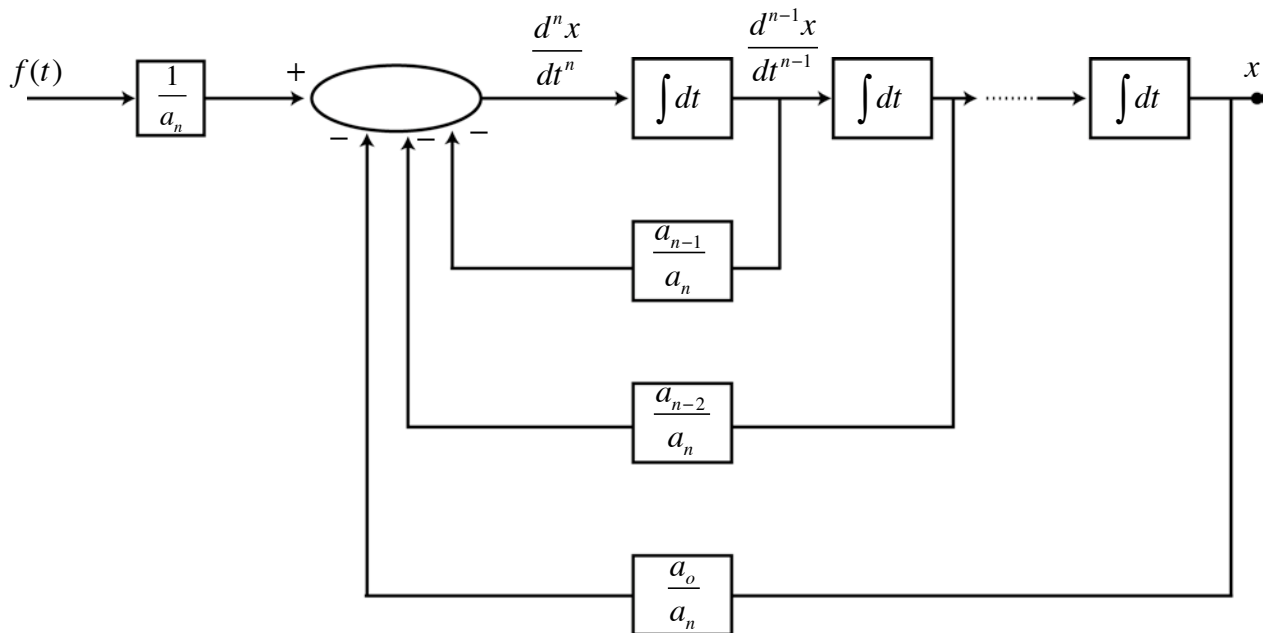 f(t)
1/a_n
+
d^n x/dt^n
∫dt
d^{n-1}x/dt^{n-1}
∫dt
∫dt
x
−
−
−
a_{n-1}/a_n
a_{n-2}/a_n
a_o/a_n